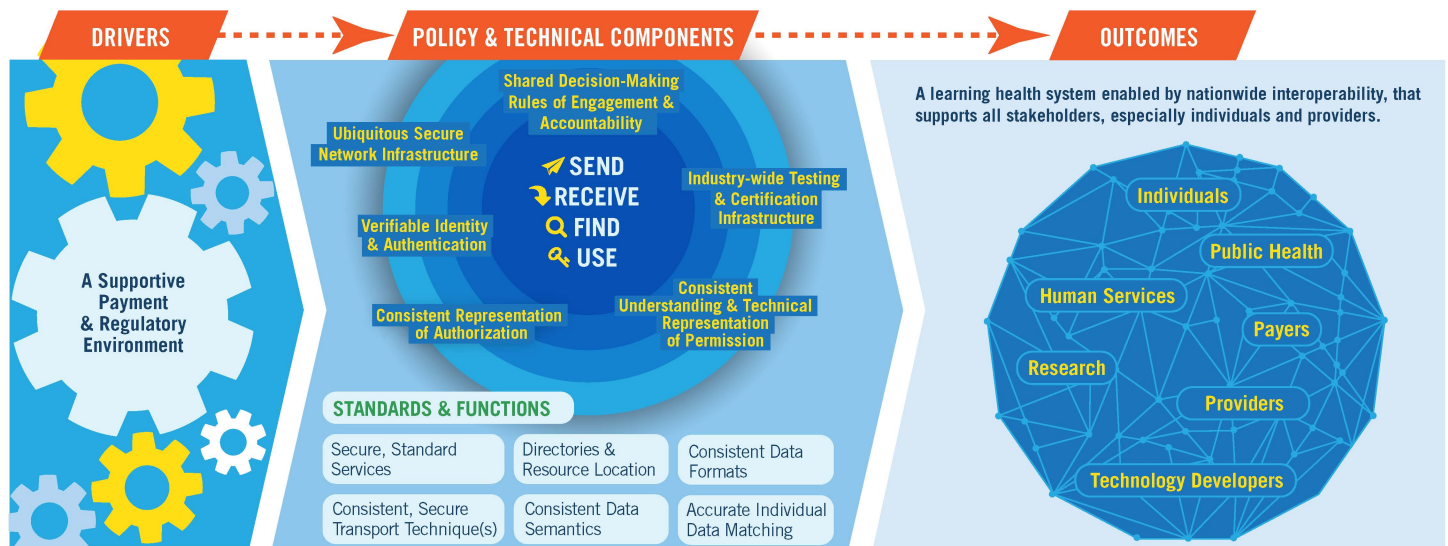 DRIVERS
POLICY & TECHNICAL COMPONENTS
OUTCOMES
A Supportive
Payment
& Regulatory
Environment
Shared Decision-Making
Rules of Engagement &
Accountability
Ubiquitous Secure
Network Infrastructure
Industry-wide Testing
& Certification
Infrastructure
Verifiable Identity
& Authentication
Consistent
Understanding & Technical
Representation
of Permission
Consistent Representation
of Authorization
SEND
RECEIVE
FIND
USE
STANDARDS & FUNCTIONS
Secure, Standard
Services
Directories &
Resource Location
Consistent Data
Formats
Consistent, Secure
Transport Technique(s)
Consistent Data
Semantics
Accurate Individual
Data Matching
A learning health system enabled by nationwide interoperability, that
supports all stakeholders, especially individuals and providers.
Individuals
Public Health
Human Services
Payers
Research
Providers
Technology Developers